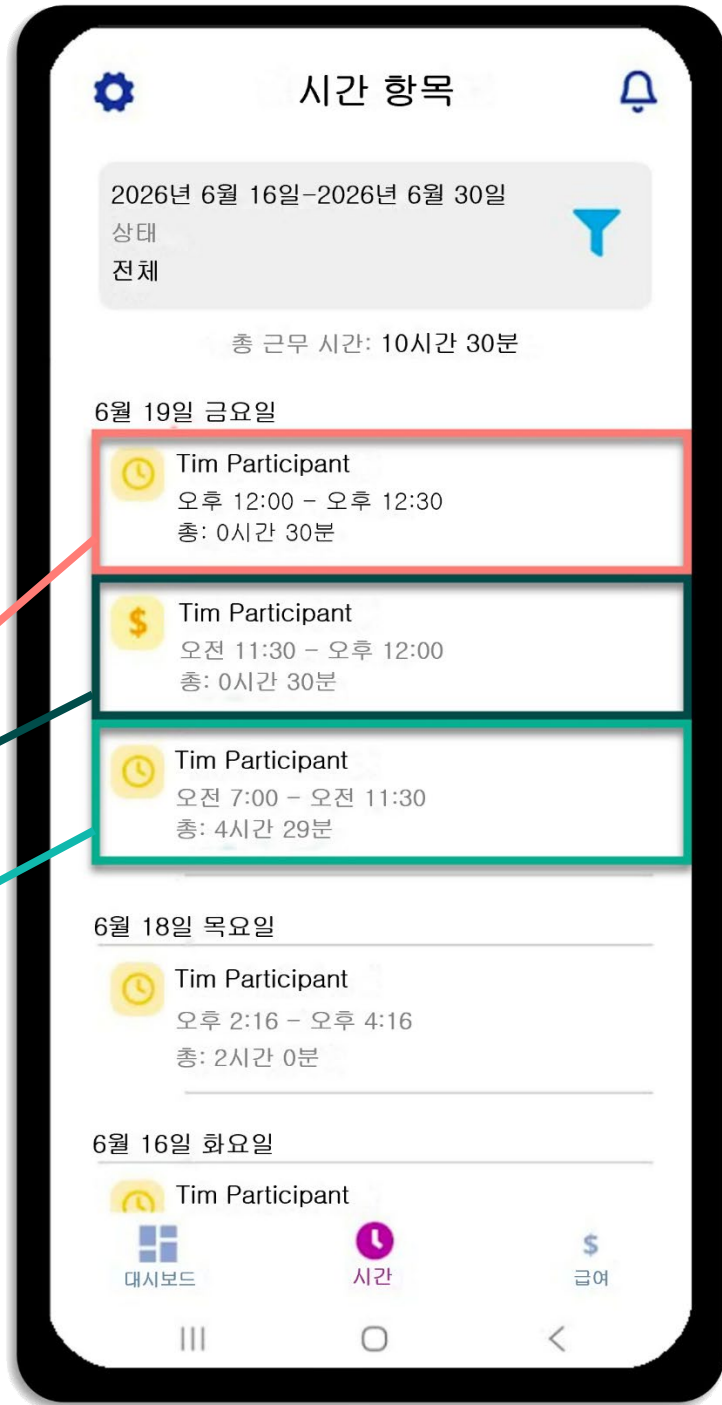 시간 항목
2026년 6월 16일-2026년 6월 30일
상태
전체
총 근무 시간: 10시간 30분
6월 19일 금요일
Tim Participant
오후 12:00 - 오후 12:30
총: 0시간 30분
$
Tim Participant
오전 11:30 - 오후 12:00
총: 0시간 30분
Tim Participant
오전 7:00 - 오전 11:30
총: 4시간 29분
6월 18일 목요일
Tim Participant
오후 2:16 - 오후 4:16
총: 2시간 0분
6월 16일 화요일
Tim Participant
$
대시보드 시간 급여